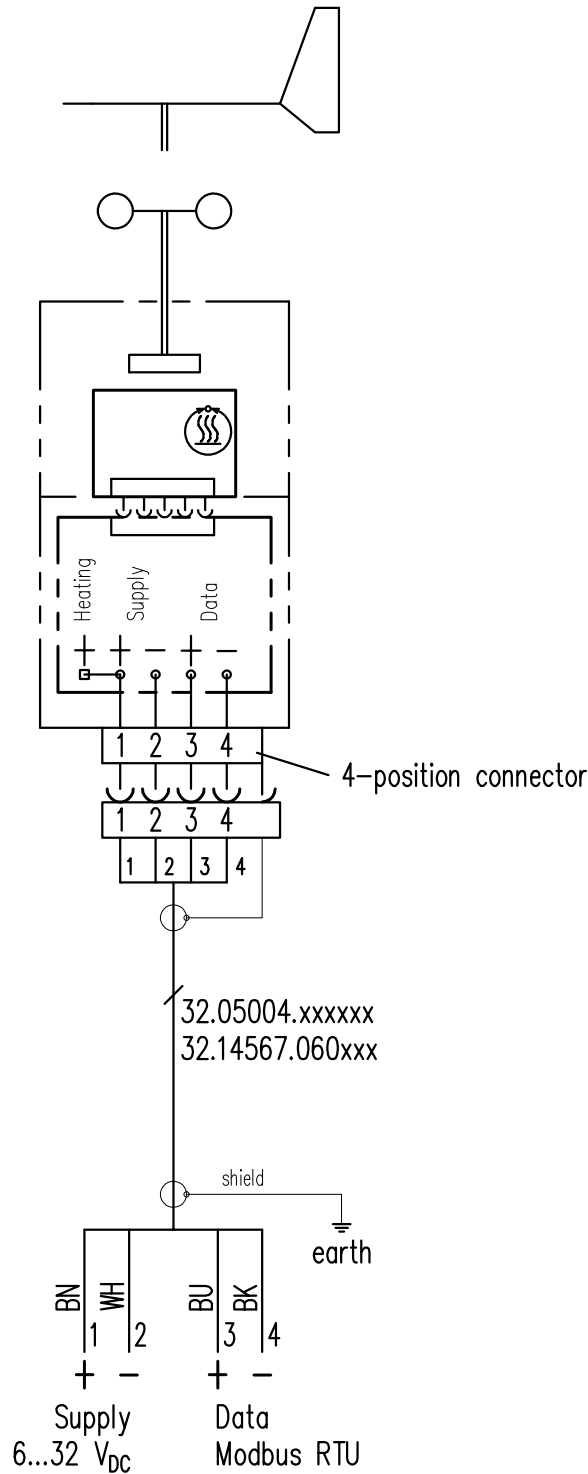 Heating
Supply
Data
+ + − + −
1 2 3 4
4-position connector
1 2 3 4
1 2 3 4
32.05004.xxxxxx
32.14567.060xxx
shield
earth
BN WH BU BK
1 2 3 4
+ − + −
Supply Data
6...32 VDC Modbus RTU